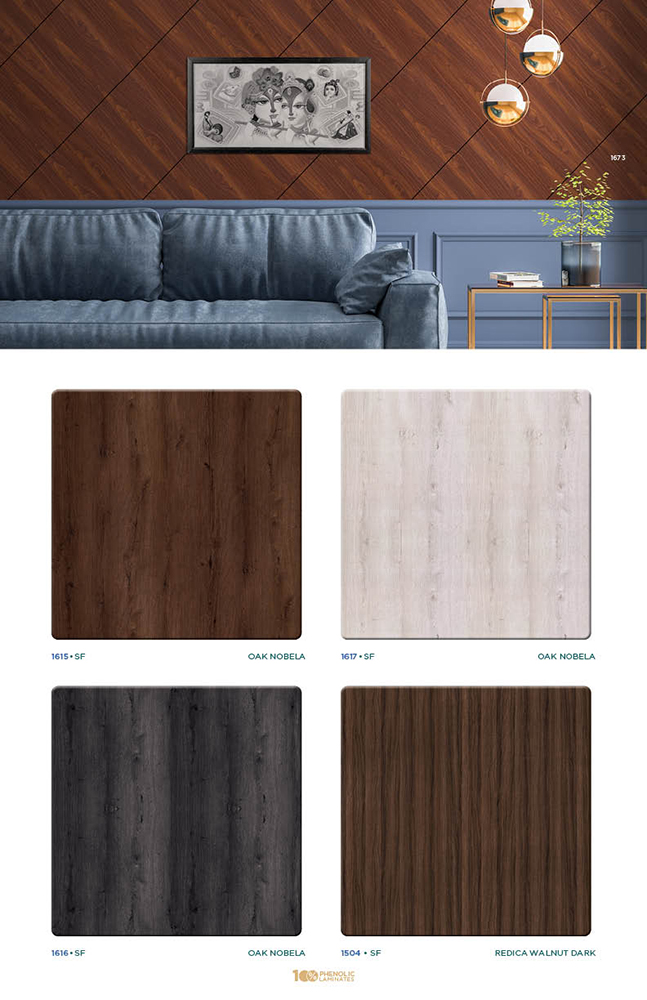 1673
1615 • SF OAK NOBELA
1617 • SF OAK NOBELA
1616 • SF OAK NOBELA
1504 • SF REDICA WALNUT DARK
100% PHENOLIC
LAMINATES